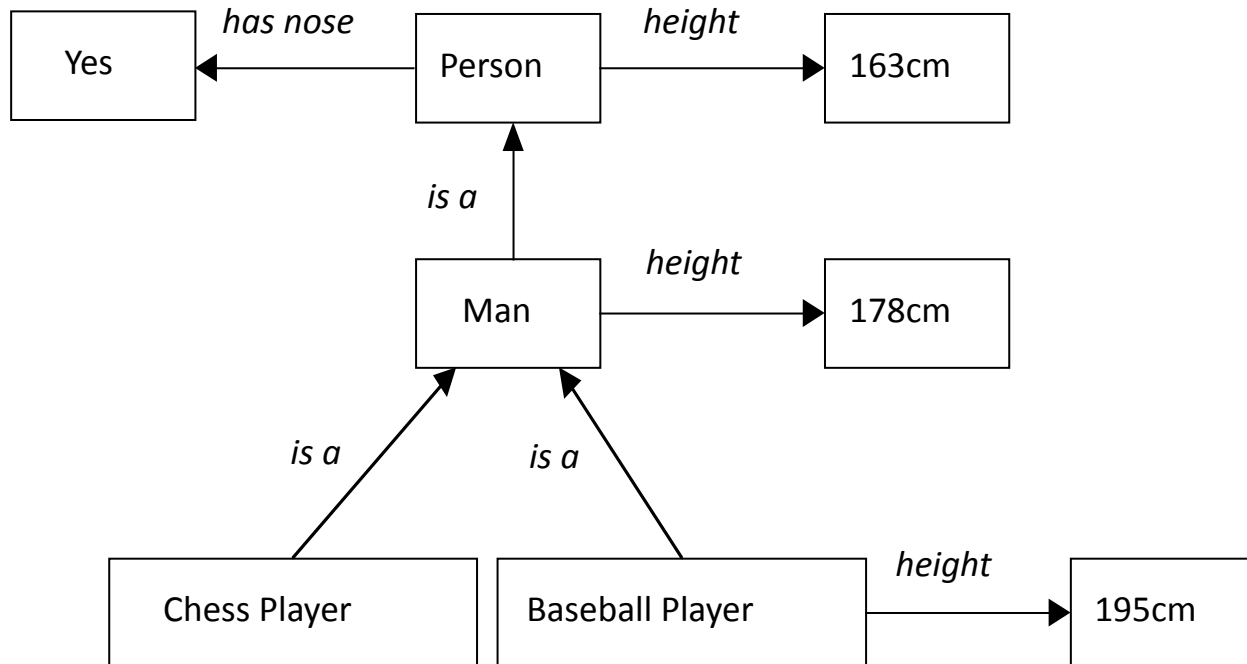 has nose
height
Yes
Person
163cm
is a
height
Man
178cm
is a
is a
height
Chess Player
Baseball Player
195cm